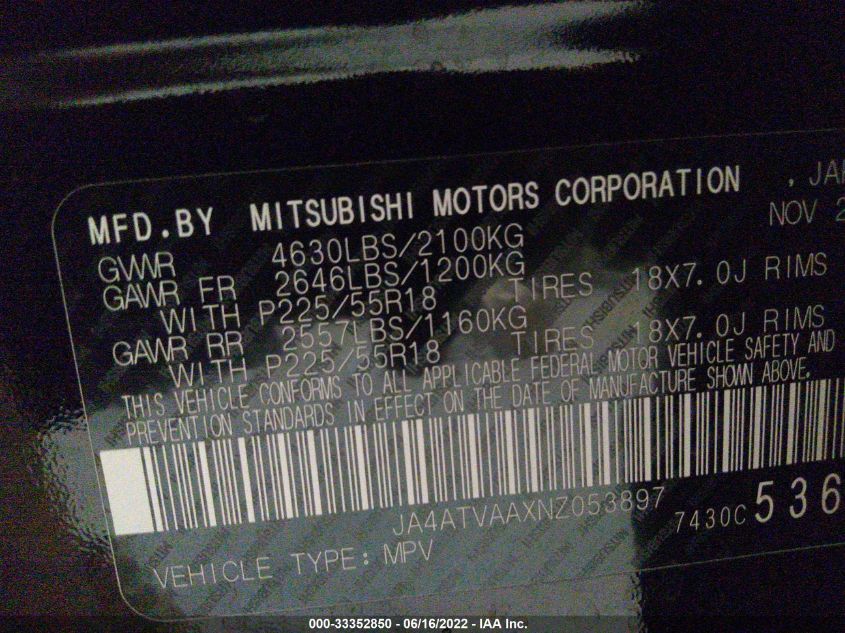 MFD.BY MITSUBISHI MOTORS CORPORATION , JAP
NOV 2
GVWR 4630LBS/2100KG
GAWR FR 2646LBS/1200KG
WITH P225/55R18 TIRES 18X7.0J RIMS
GAWR RR 2557LBS/1160KG
WITH P225/55R18 TIRES 18X7.0J RIMS
THIS VEHICLE CONFORMS TO ALL APPLICABLE FEDERAL MOTOR VEHICLE SAFETY AND
PREVENTION STANDARDS IN EFFECT ON THE DATE OF MANUFACTURE SHOWN ABOVE.
JA4ATVAAXNZ053897 7430C 536
VEHICLE TYPE: MPV
000-33352850 - 06/16/2022 - IAA Inc.